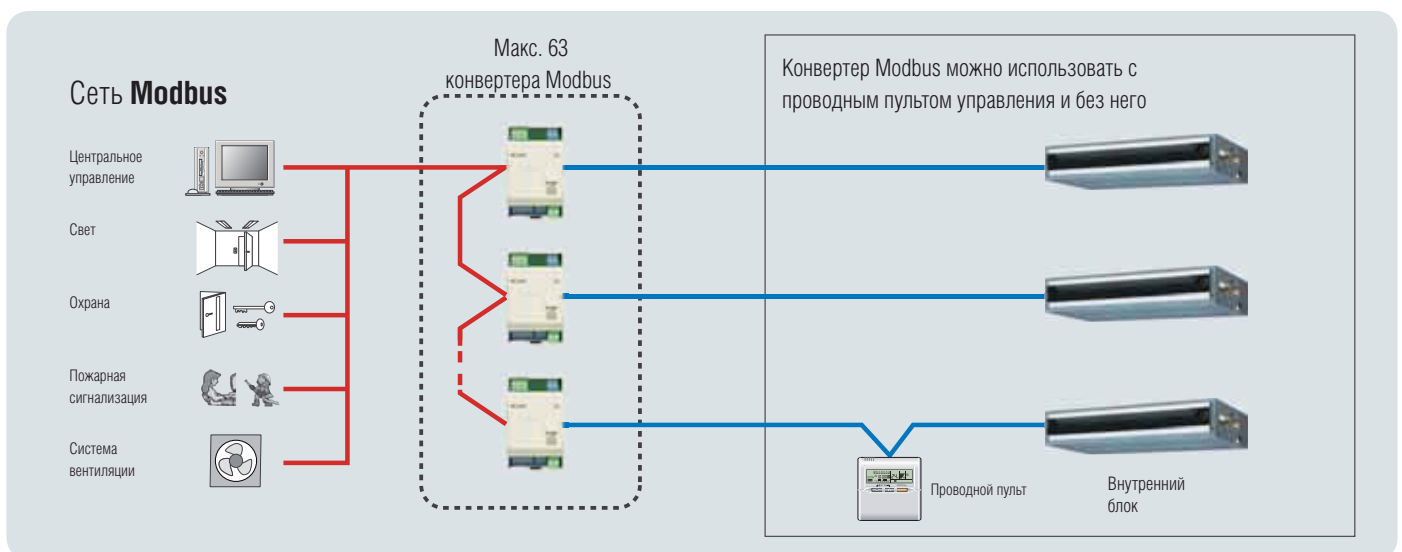 Макс. 63
конвертера Modbus
Конвертер Modbus можно использовать с
проводным пультом управления и без него
Сеть Modbus
Центральное
управление
Свет
Охрана
Пожарная
сигнализация
Система
вентиляции
Проводной пульт
Внутренний
блок